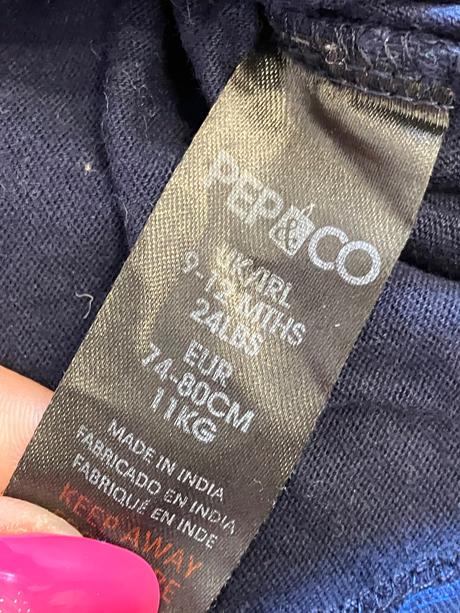 PEP&CO
UK/IRL
9-12 MTHS
24LBS
EUR
74-80CM
11KG
MADE IN INDIA
FABRICADO EN INDIA
FABRIQUÉ EN INDE
KEEP AWAY